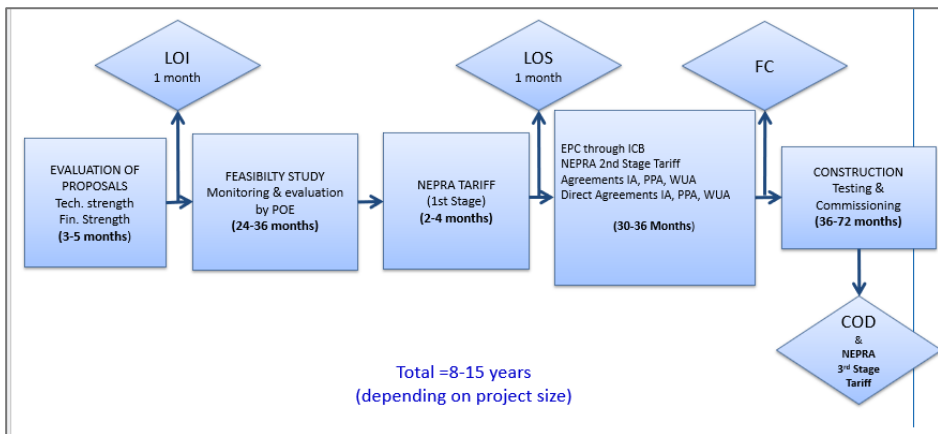 LOI
1 month
LOS
1 month
FC
EVALUATION OF
PROPOSALS
Tech. strength
Fin. Strength
(3-5 months)
FEASIBILTY STUDY
Monitoring & evaluation
by POE
(24-36 months)
NEPRA TARIFF
(1st Stage)
(2-4 months)
EPC through ICB
NEPRA 2nd Stage Tariff
Agreements IA, PPA, WUA
Direct Agreements IA, PPA, WUA
(30-36 Months)
CONSTRUCTION
Testing &
Commissioning
(36-72 months)
COD
&
NEPRA
3rd Stage
Tariff
Total =8-15 years
(depending on project size)